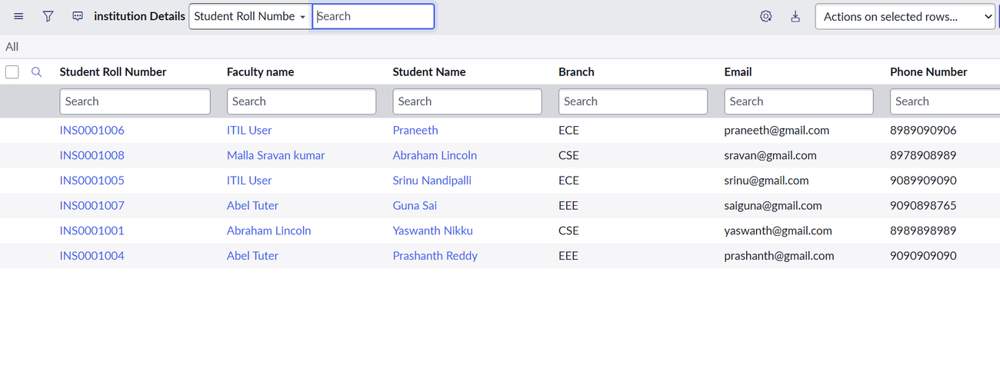 institution Details Student Roll Numbe Search Actions on selected rows...
All
Student Roll Number Faculty name Student Name Branch Email Phone Number
Search Search Search Search Search Search
INS0001006 ITIL User Praneeth ECE praneeth@gmail.com 8989090906
INS0001008 Malla Sravan kumar Abraham Lincoln CSE sravan@gmail.com 8978908989
INS0001005 ITIL User Srinu Nandipalli ECE srinu@gmail.com 9089909090
INS0001007 Abel Tuter Guna Sai EEE saiguna@gmail.com 9090898765
INS0001001 Abraham Lincoln Yaswanth Nikku CSE yaswanth@gmail.com 8989898989
INS0001004 Abel Tuter Prashanth Reddy EEE prashanth@gmail.com 9090909090